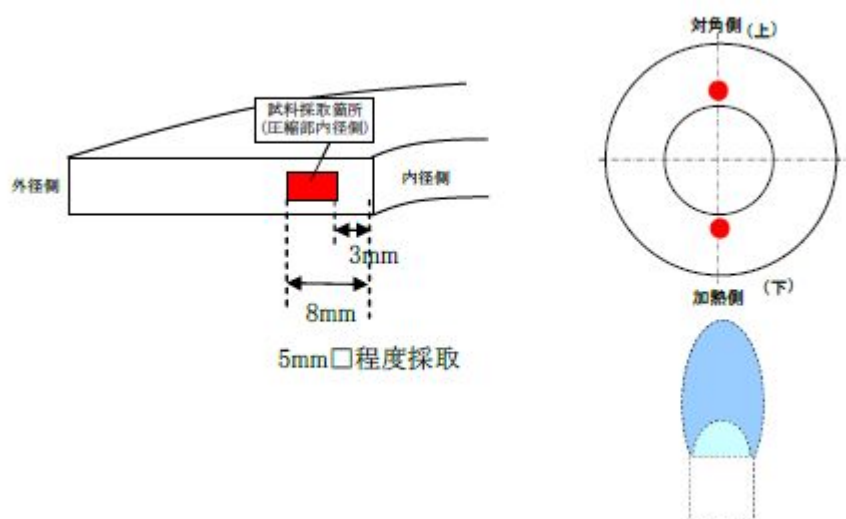 試料採取箇所
(圧縮部内径側)
外径側
内径側
3mm
8mm
5mm□程度採取
対角側(上)
(下)
加熱側